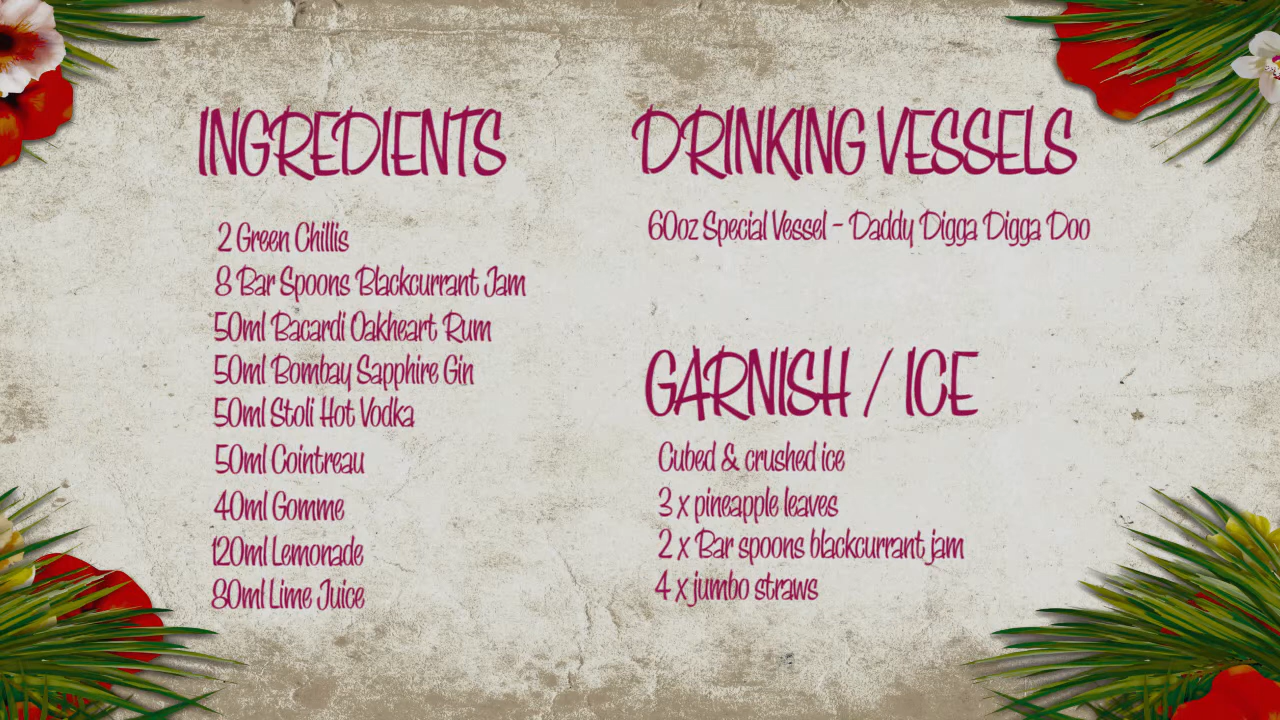 INGREDIENTS
2 Green Chillis
8 Bar Spoons Blackcurrant Jam
50ml Bacardi Oakheart Rum
50ml Bombay Sapphire Gin
50ml Stoli Hot Vodka
50ml Cointreau
40ml Gomme
120ml Lemonade
80ml Lime Juice
DRINKING VESSELS
60oz Special Vessel - Daddy Digga Digga Doo
GARNISH / ICE
Cubed & crushed ice
3 x pineapple leaves
2 x Bar spoons blackcurrant jam
4 x jumbo straws